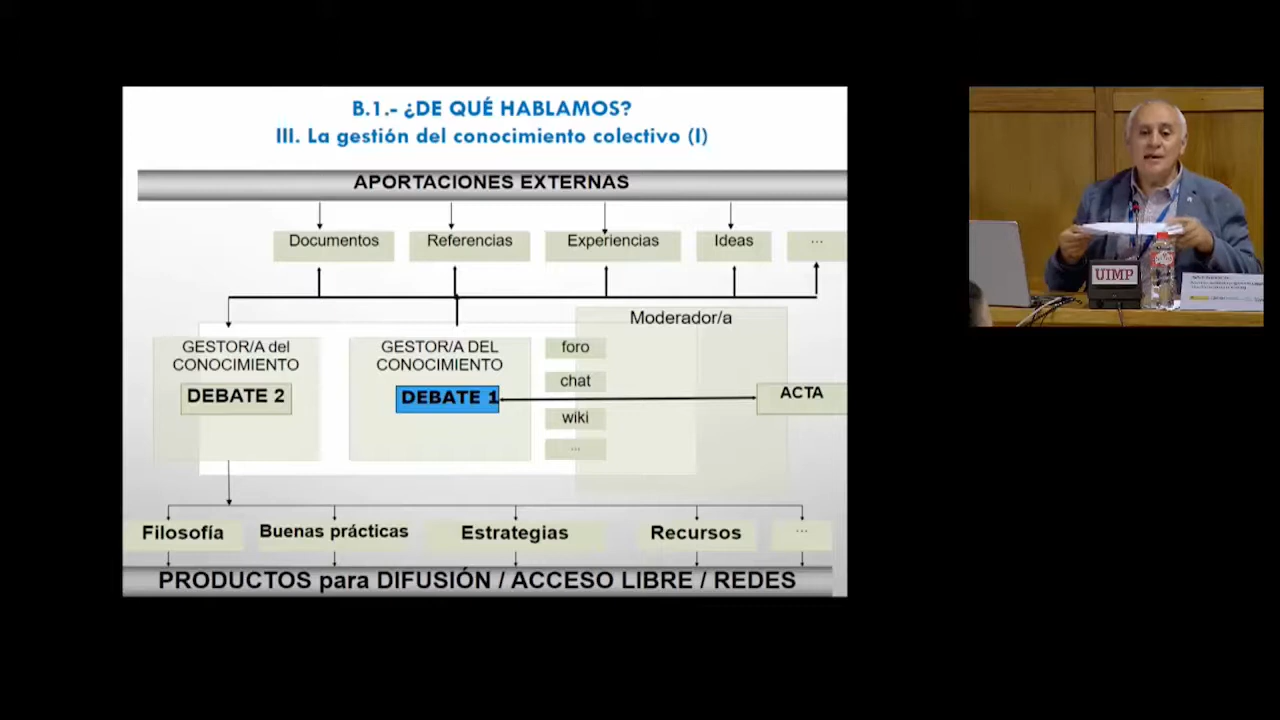 B.1.- ¿DE QUÉ HABLAMOS?
III. La gestión del conocimiento colectivo (I)
APORTACIONES EXTERNAS
Documentos
Referencias
Experiencias
Ideas
...
Moderador/a
GESTOR/A del
CONOCIMIENTO
DEBATE 2
GESTOR/A DEL
CONOCIMIENTO
DEBATE 1
foro
chat
wiki
...
ACTA
Filosofía
Buenas prácticas
Estrategias
Recursos
...
PRODUCTOS para DIFUSIÓN / ACCESO LIBRE / REDES
UIMP